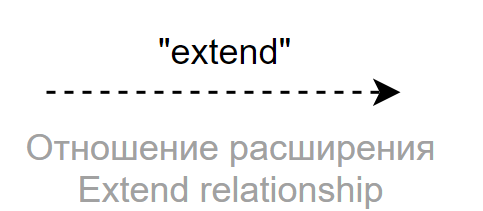 "extend"
Отношение расширения
Extend relationship